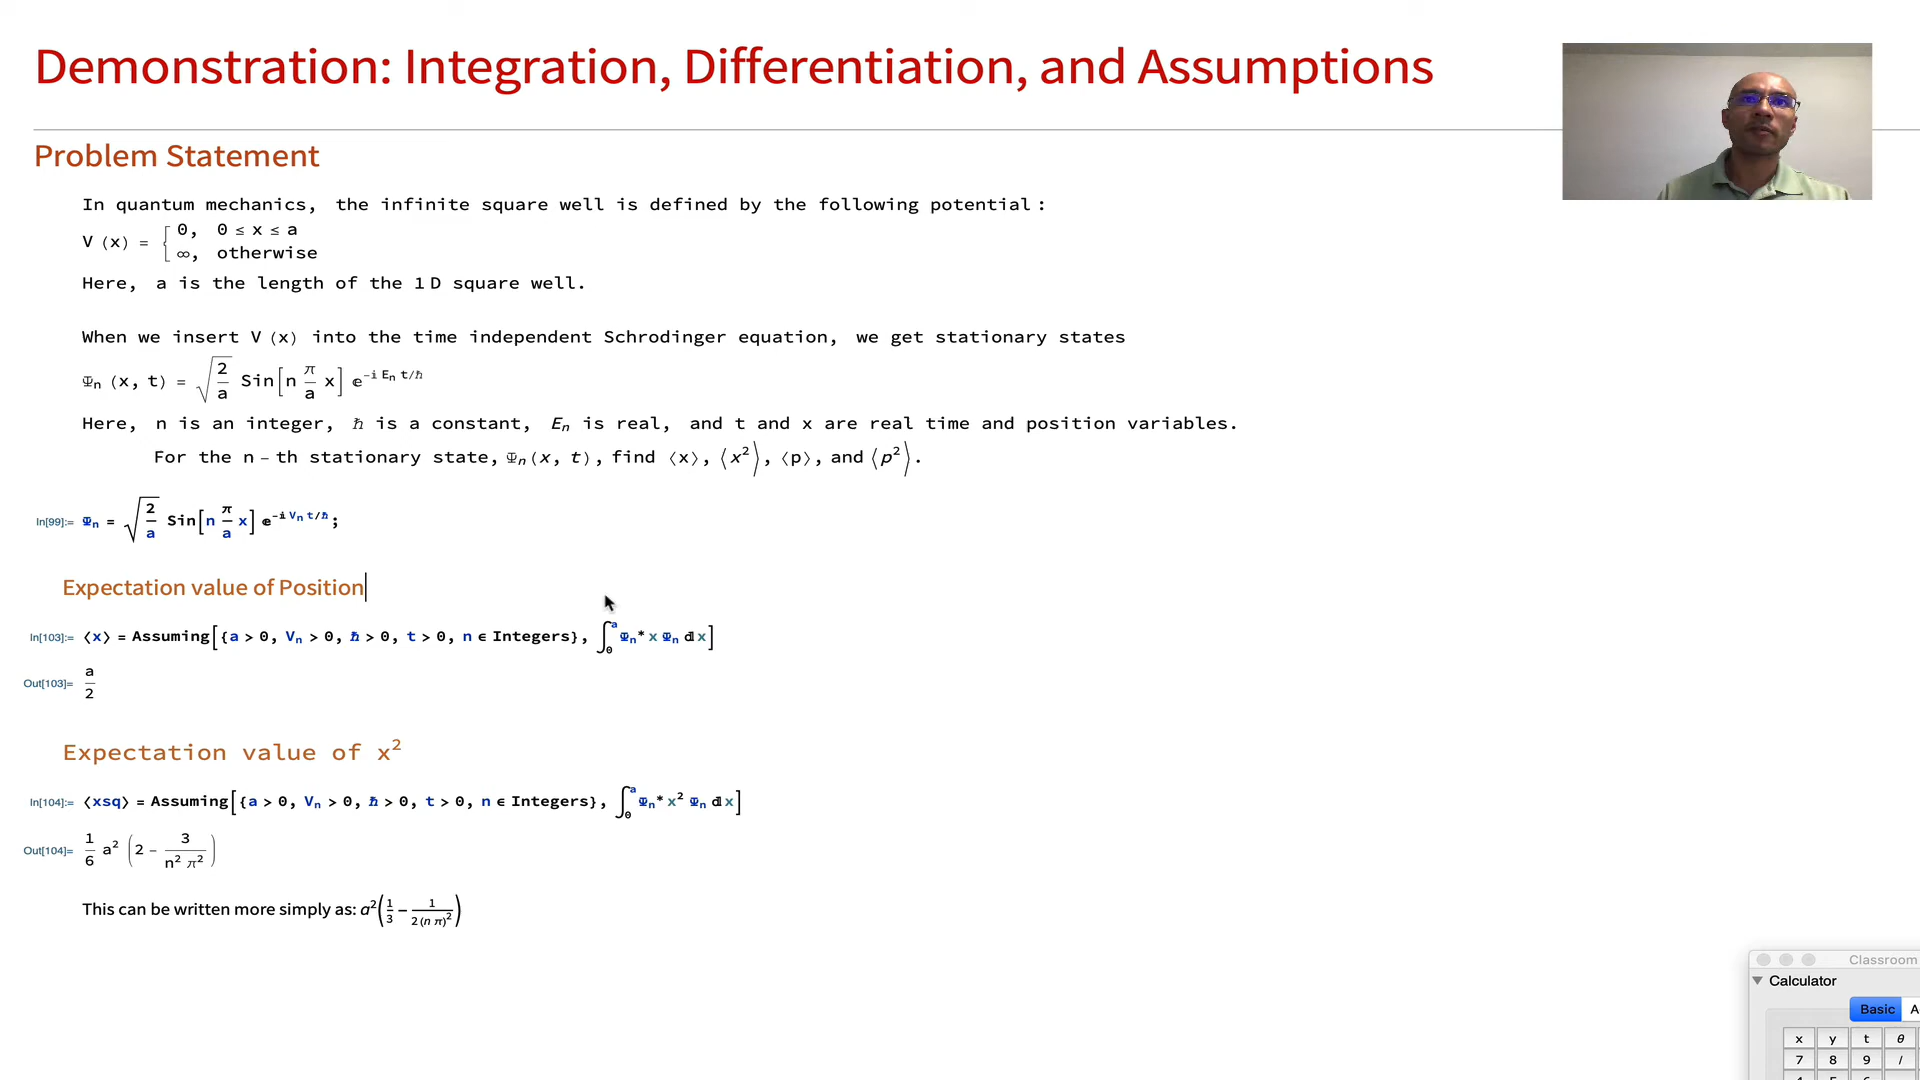 Demonstration: Integration, Differentiation, and Assumptions
Problem Statement
In quantum mechanics, the infinite square well is defined by the following potential :
V (x) = { 0, 0 ≤ x ≤ a
∞, otherwise
Here, a is the length of the 1 D square well.
When we insert V (x) into the time independent Schrodinger equation, we get stationary states
Ψn (x, t) = √(2/a) Sin[n π/a x] ⅇ^(-ⅈ En t/ℏ)
Here, n is an integer, ℏ is a constant, En is real, and t and x are real time and position variables.
For the n - th stationary state, Ψn (x, t), find ⟨x⟩, ⟨x²⟩, ⟨p⟩, and ⟨p²⟩.
In[99]:= Ψn = √(2/a) Sin[n π/a x] ⅇ^(-ⅈ Vn t/ℏ);
Expectation value of Position
In[103]:= ⟨x⟩ = Assuming[{a > 0, Vn > 0, ℏ > 0, t > 0, n ∈ Integers}, ∫₀ᵃ Ψn* x Ψn ⅆx]
Out[103]= a/2
Expectation value of x²
In[104]:= ⟨xsq⟩ = Assuming[{a > 0, Vn > 0, ℏ > 0, t > 0, n ∈ Integers}, ∫₀ᵃ Ψn* x² Ψn ⅆx]
Out[104]= 1/6 a² (2 - 3/(n² π²))
This can be written more simply as: a²(1/3 - 1/(2 (n π)²))
Classroom
Calculator
Basic A
x y t θ
7 8 9 /